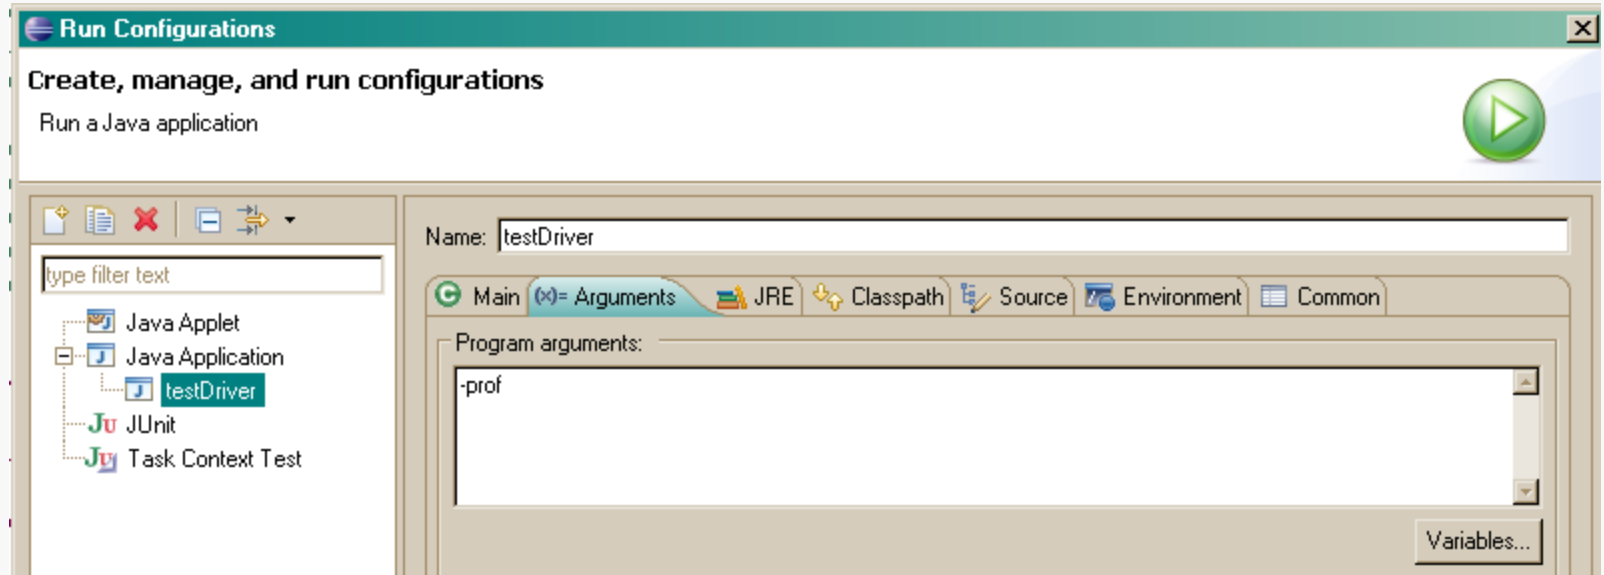 Run Configurations
Create, manage, and run configurations
Run a Java application
type filter text
Java Applet
Java Application
testDriver
JUnit
Task Context Test
Name: testDriver
Main (x)= Arguments JRE Classpath Source Environment Common
Program arguments:
-prof
Variables...